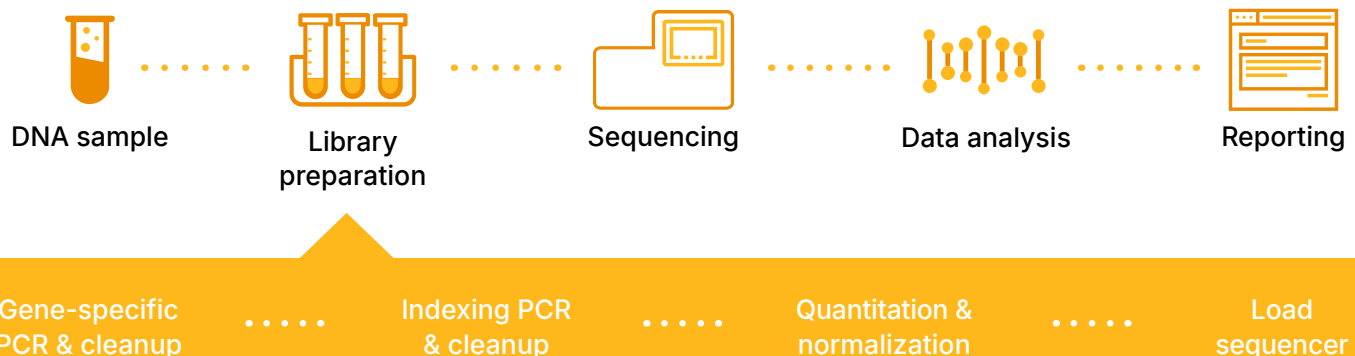 DNA sample
Library
preparation
Sequencing
Data analysis
Reporting
Gene-specific
PCR & cleanup
Indexing PCR
& cleanup
Quantitation &
normalization
Load
sequencer